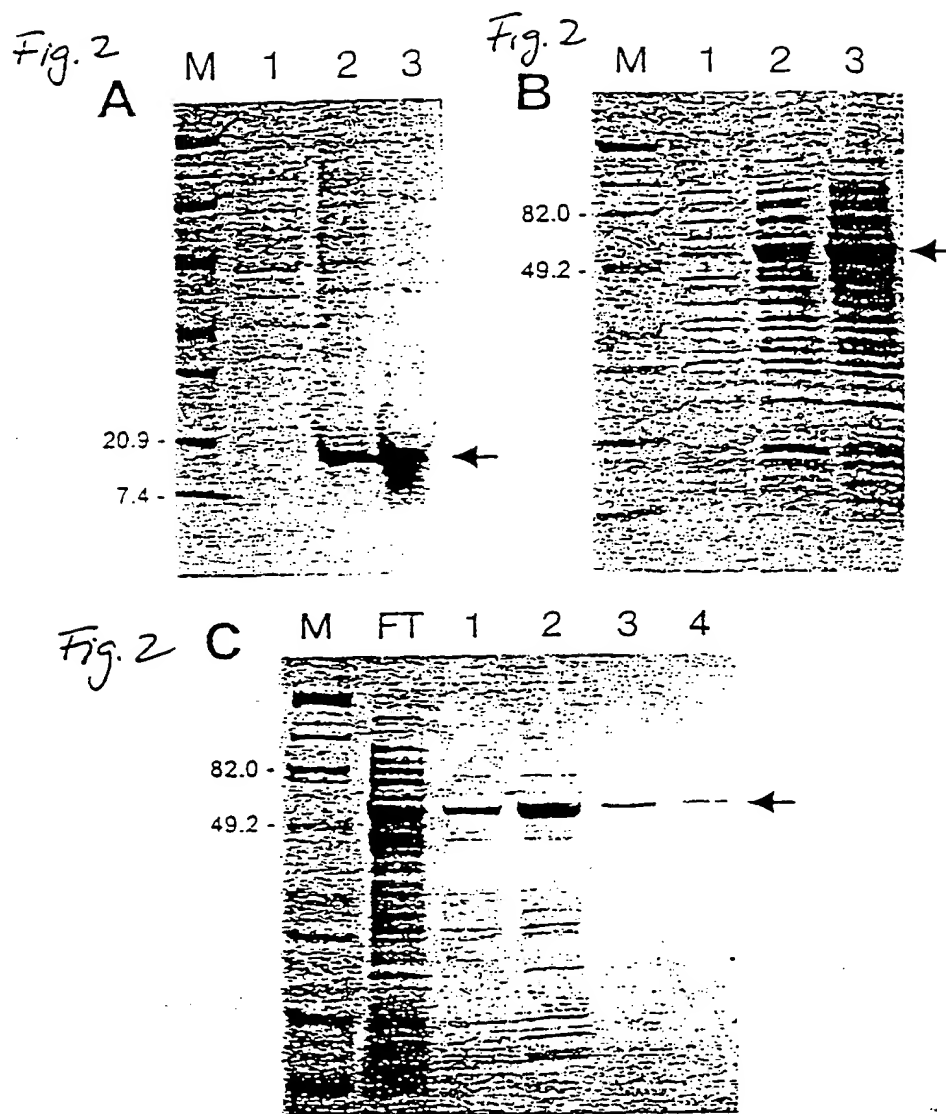 Fig. 2
A
M 1 2 3
20.9 -
7.4 -
Fig. 2
B
M 1 2 3
82.0 -
49.2 -
Fig. 2 C
M FT 1 2 3 4
82.0 -
49.2 -